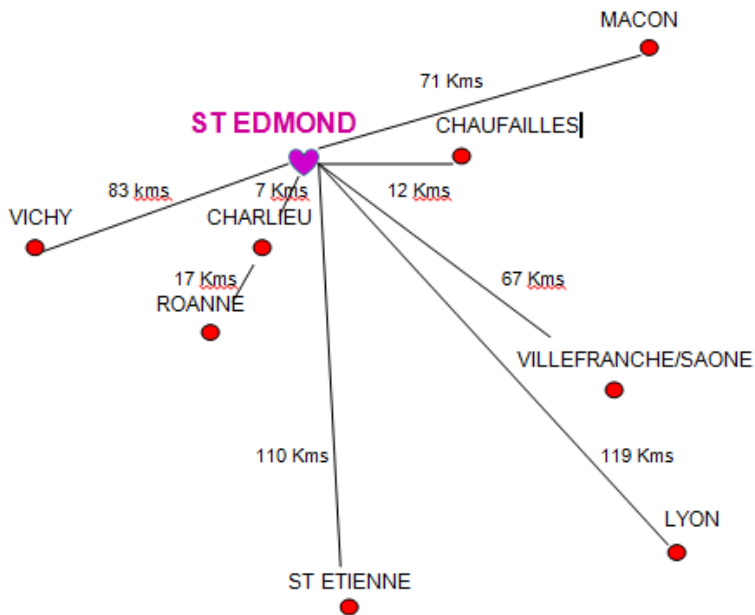 MACON
71 Kms
ST EDMOND
CHAUFAILLES
83 kms
7 Kms
12 Kms
VICHY
CHARLIEU
17 Kms
67 Kms
ROANNE
VILLEFRANCHE/SAONE
110 Kms
119 Kms
LYON
ST ETIENNE